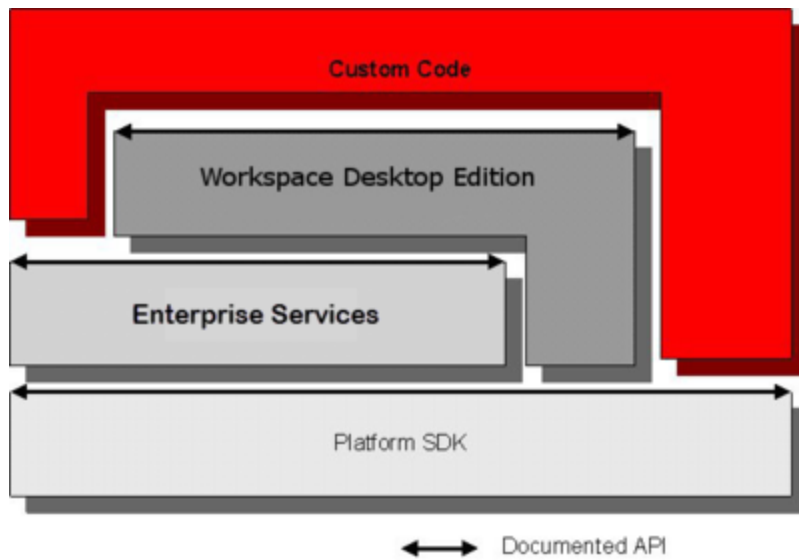 Custom Code
Workspace Desktop Edition
Enterprise Services
Platform SDK
Documented API